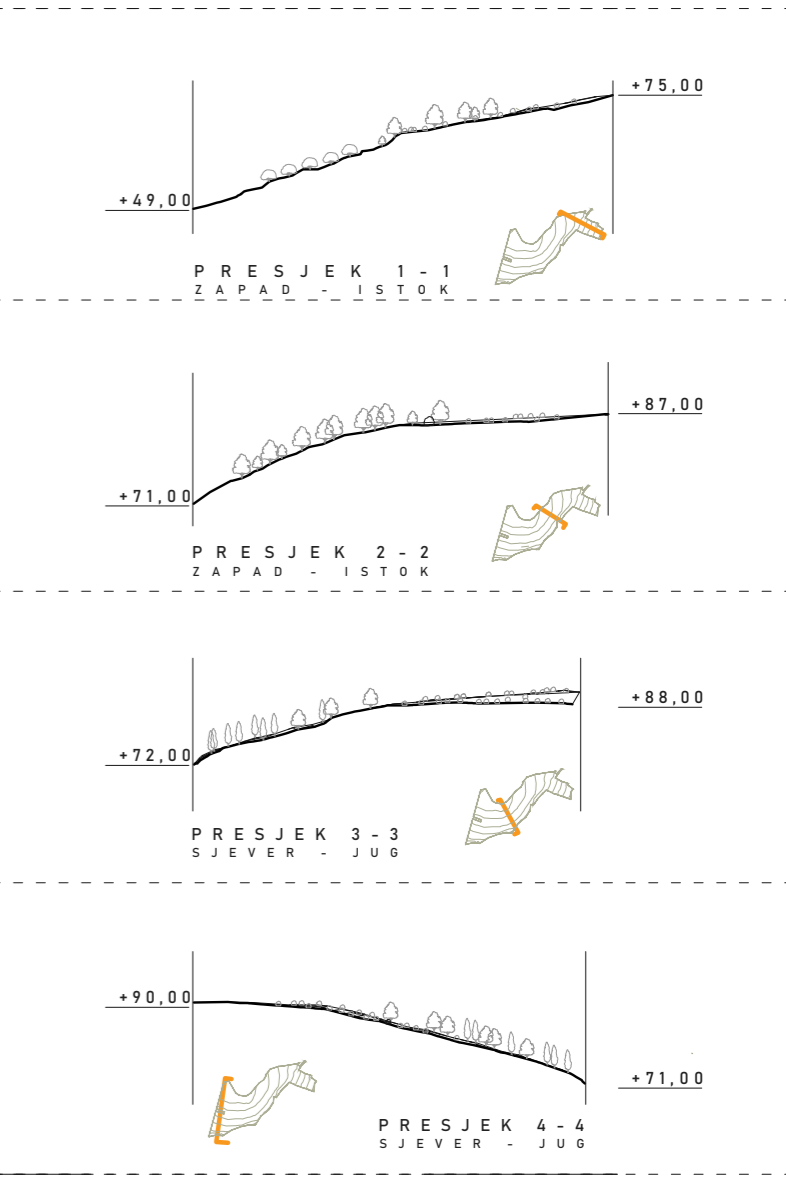 +75,00
+49,00
PRESJEK 1-1
ZAPAD - ISTOK
+87,00
+71,00
PRESJEK 2-2
ZAPAD - ISTOK
+88,00
+72,00
PRESJEK 3-3
SJEVER - JUG
+90,00
+71,00
PRESJEK 4-4
SJEVER - JUG